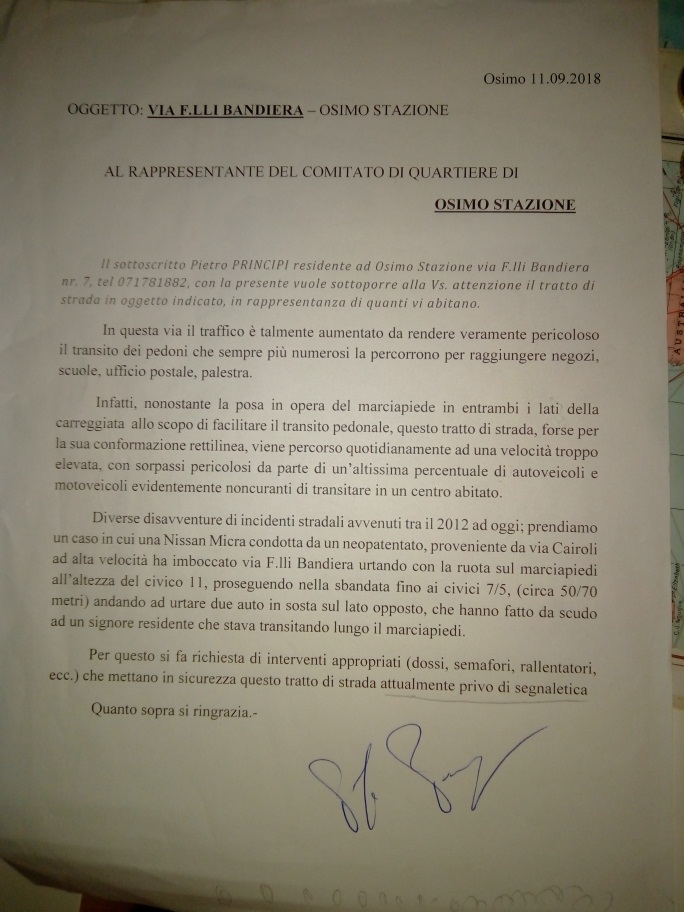 Osimo 11.09.2018
OGGETTO: VIA F.LLI BANDIERA – OSIMO STAZIONE
AL RAPPRESENTANTE DEL COMITATO DI QUARTIERE DI
OSIMO STAZIONE
Il sottoscritto Pietro PRINCIPI residente ad Osimo Stazione via F.lli Bandiera
nr. 7, tel 071781882, con la presente vuole sottoporre alla Vs. attenzione il tratto di
strada in oggetto indicato, in rappresentanza di quanti vi abitano.
In questa via il traffico è talmente aumentato da rendere veramente pericoloso
il transito dei pedoni che sempre più numerosi la percorrono per raggiungere negozi,
scuole, ufficio postale, palestra.
Infatti, nonostante la posa in opera del marciapiede in entrambi i lati della
carreggiata allo scopo di facilitare il transito pedonale, questo tratto di strada, forse per
la sua conformazione rettilinea, viene percorso quotidianamente ad una velocità troppo
elevata, con sorpassi pericolosi da parte di un'altissima percentuale di autoveicoli e
motoveicoli evidentemente noncuranti di transitare in un centro abitato.
Diverse disavventure di incidenti stradali avvenuti tra il 2012 ad oggi; prendiamo
un caso in cui una Nissan Micra condotta da un neopatentato, proveniente da via Cairoli
ad alta velocità ha imboccato via F.lli Bandiera urtando con la ruota sul marciapiedi
all'altezza del civico 11, proseguendo nella sbandata fino ai civici 7/5, (circa 50/70
metri) andando ad urtare due auto in sosta sul lato opposto, che hanno fatto da scudo
ad un signore residente che stava transitando lungo il marciapiedi.
Per questo si fa richiesta di interventi appropriati (dossi, semafori, rallentatori,
ecc.) che mettano in sicurezza questo tratto di strada attualmente privo di segnaletica
Quanto sopra si ringrazia.-
AUSTRALIA